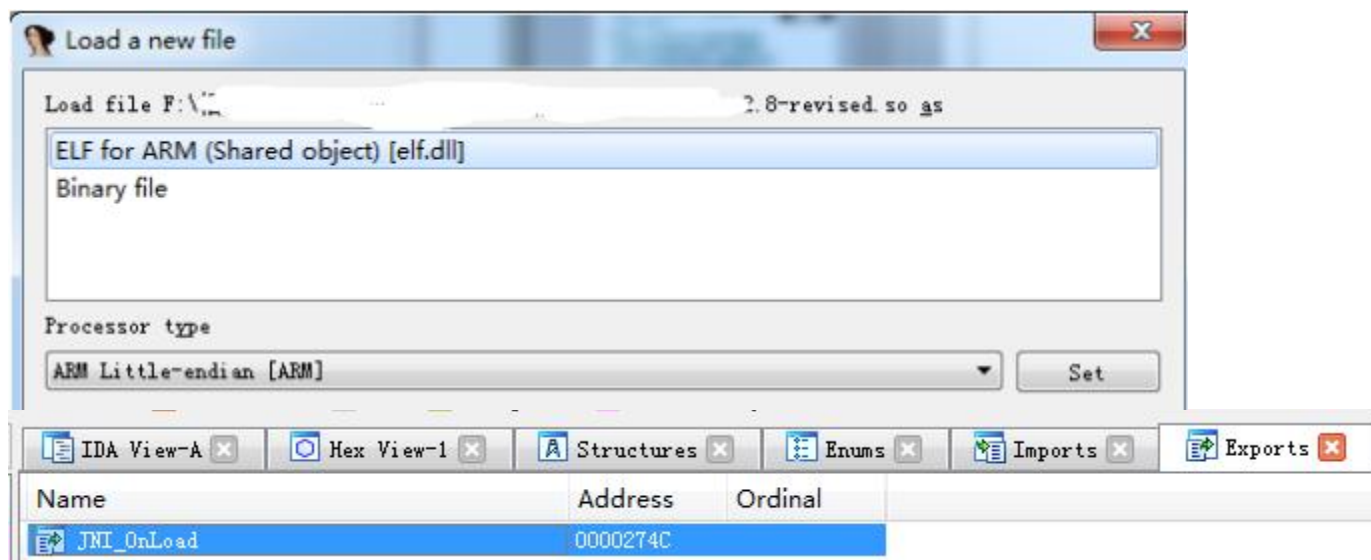 Load a new file
Load file F:\ 2.8-revised.so as
ELF for ARM (Shared object) [elf.dll]
Binary file
Processor type
ARM Little-endian [ARM]
Set
IDA View-A Hex View-1 Structures Enums Imports Exports
Name Address Ordinal
JNI_OnLoad 0000274C